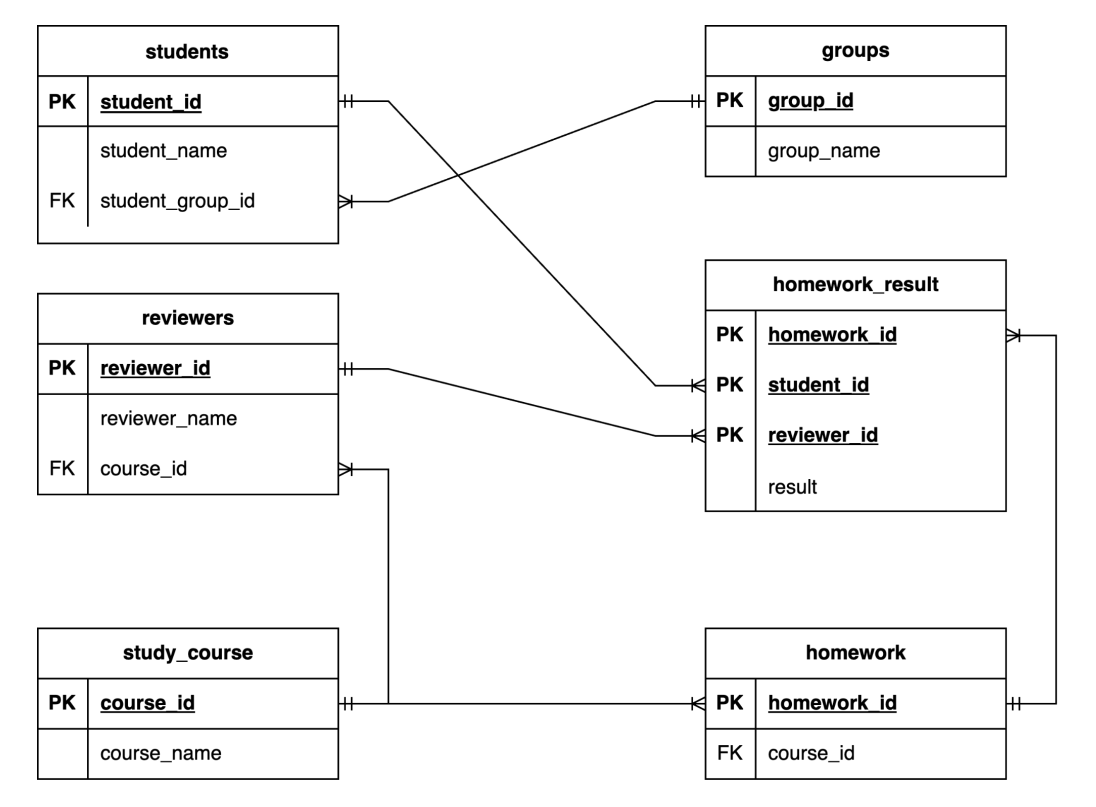 students
PK student_id
student_name
FK student_group_id
groups
PK group_id
group_name
reviewers
PK reviewer_id
reviewer_name
FK course_id
homework_result
PK homework_id
PK student_id
PK reviewer_id
result
study_course
PK course_id
course_name
homework
PK homework_id
FK course_id